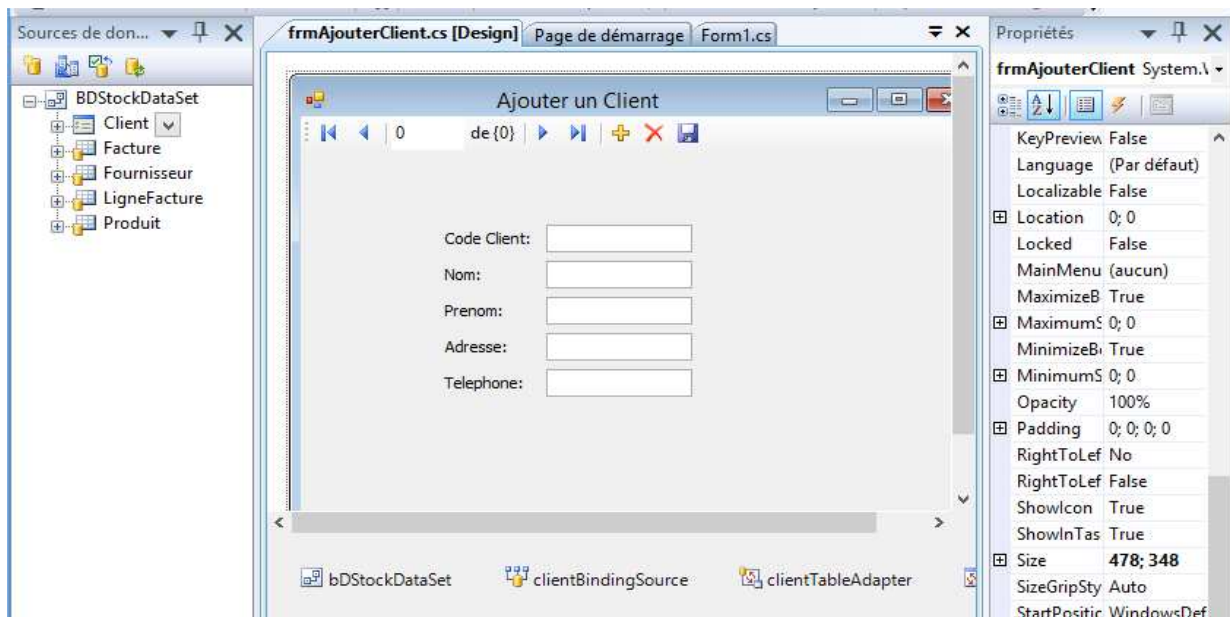 Sources de don...
BDStockDataSet
Client
Facture
Fournisseur
LigneFacture
Produit
frmAjouterClient.cs [Design]
Page de démarrage
Form1.cs
Ajouter un Client
0 de {0}
Code Client:
Nom:
Prenom:
Adresse:
Telephone:
bDStockDataSet
clientBindingSource
clientTableAdapter
Propriétés
frmAjouterClient System.\
KeyPreview False
Language (Par défaut)
Localizable False
Location 0; 0
Locked False
MainMenu (aucun)
MaximizeB True
MaximumS 0; 0
MinimizeB True
MinimumS 0; 0
Opacity 100%
Padding 0; 0; 0; 0
RightToLef No
RightToLef False
ShowIcon True
ShowInTas True
Size 478; 348
SizeGripSty Auto
StartPositic WindowsDef